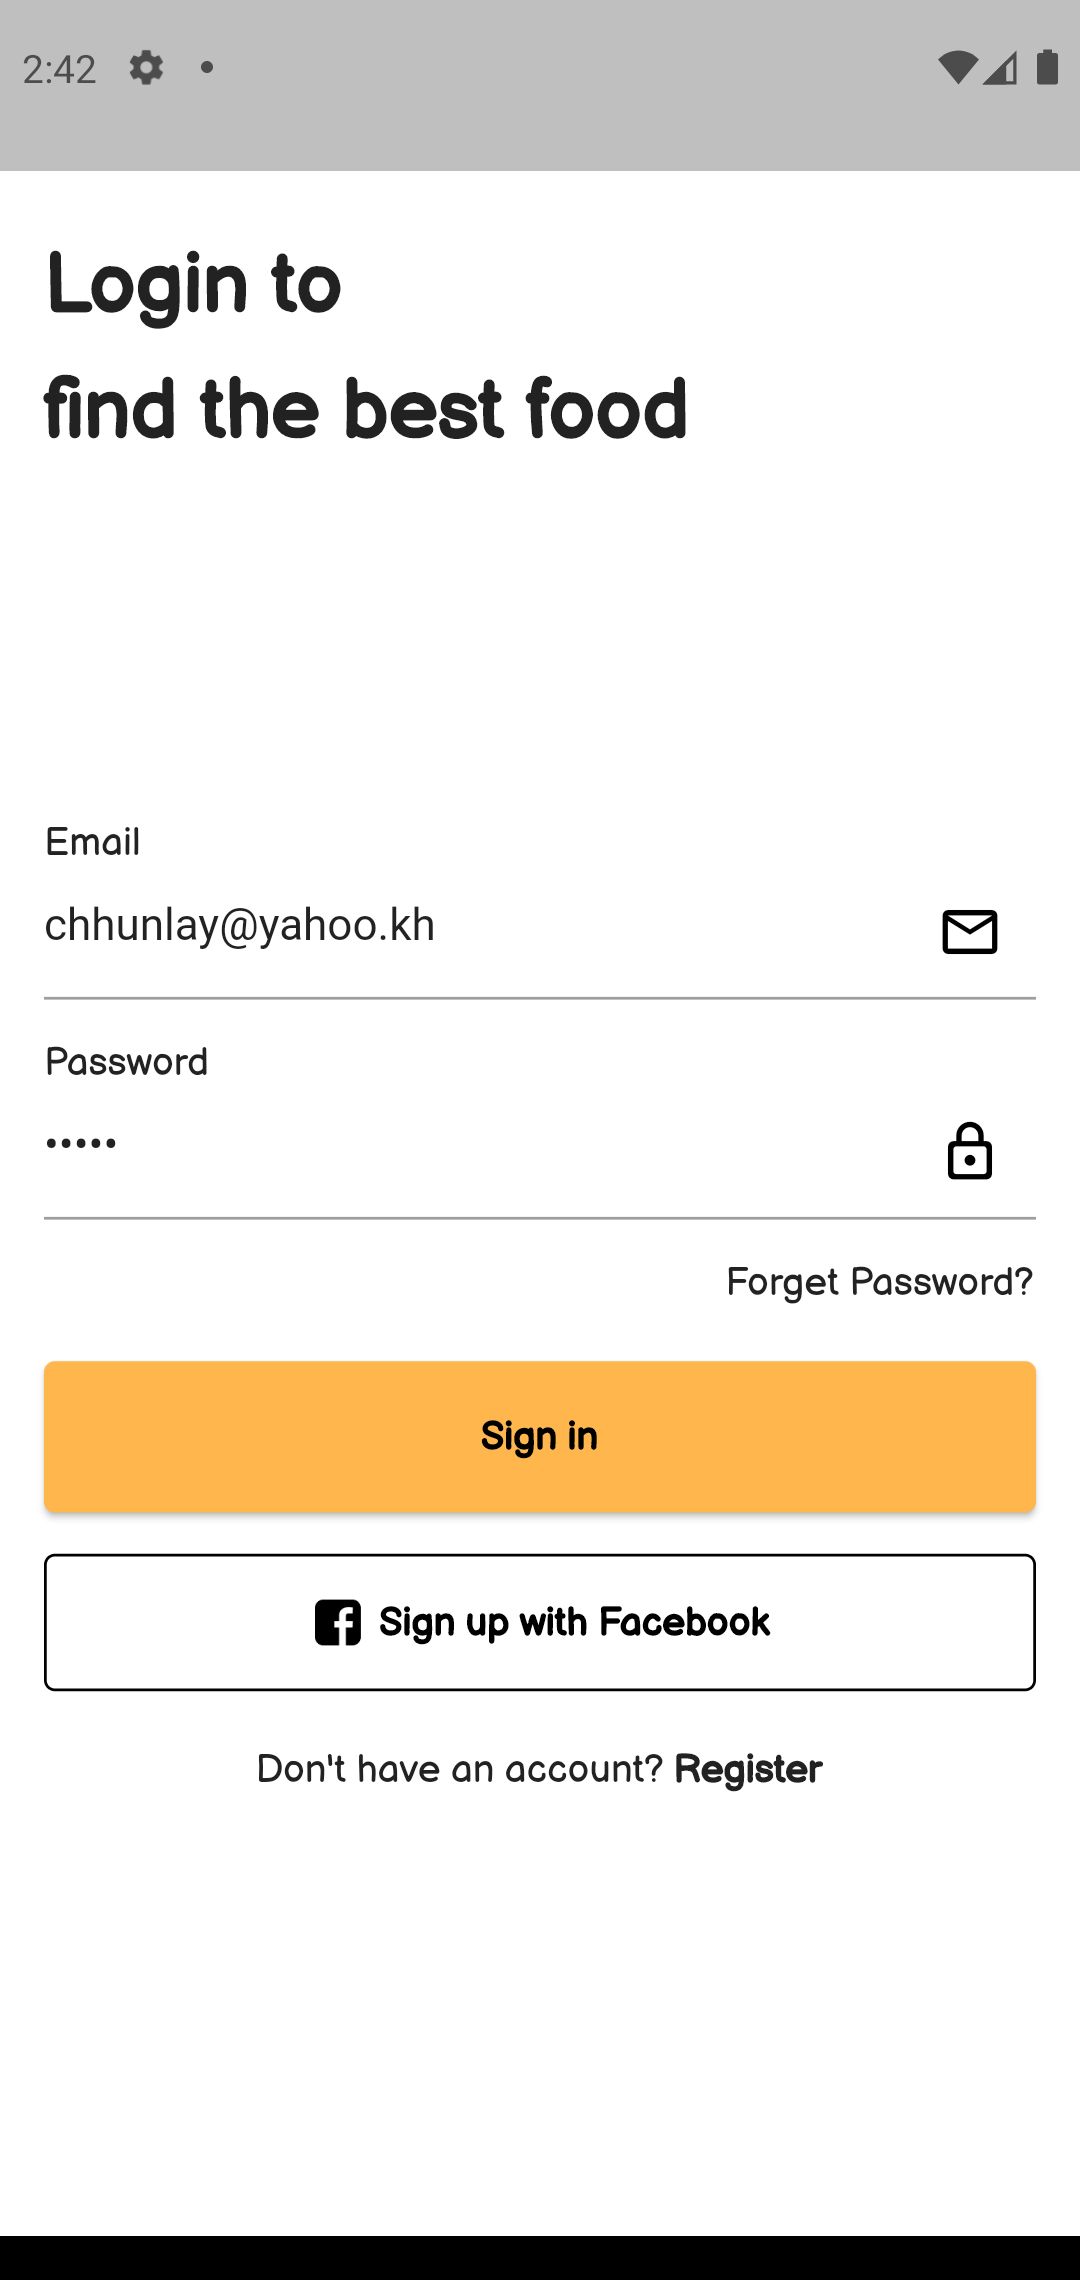 2:42
Login to
find the best food
Email
chhunlay@yahoo.kh
Password
•••••
Forget Password?
Sign in
Sign up with Facebook
Don't have an account? Register